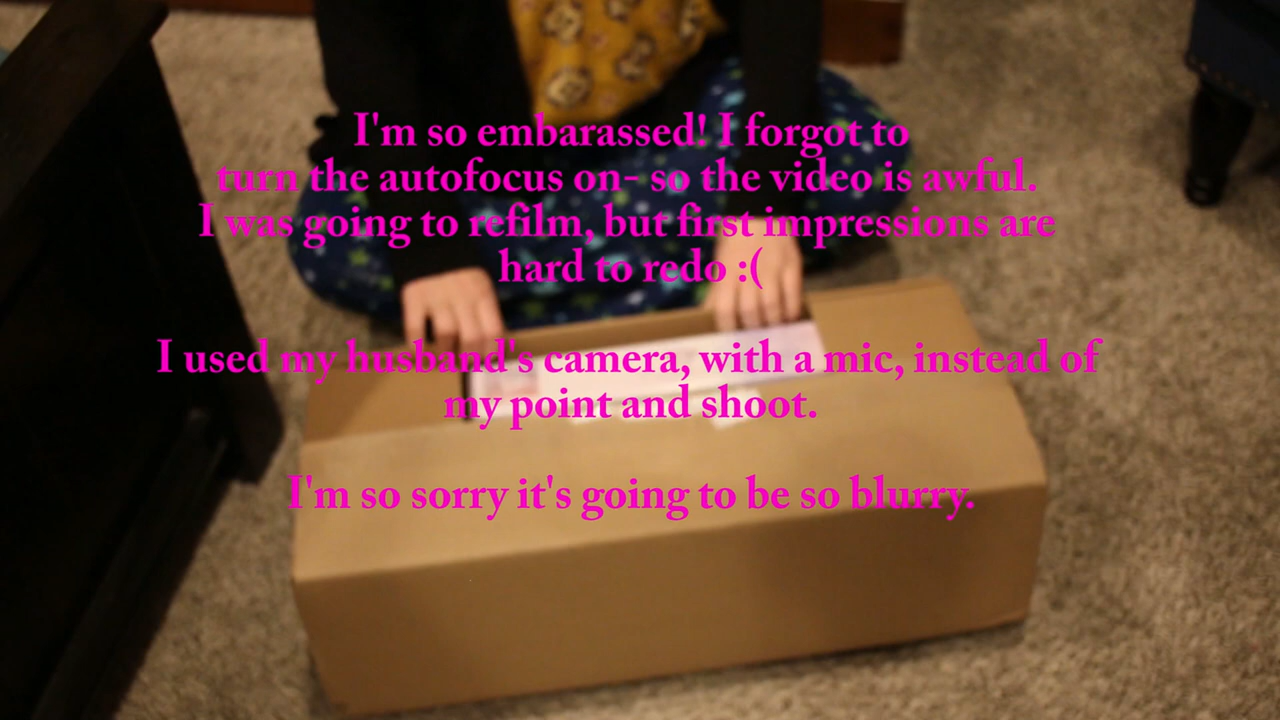 I'm so embarassed! I forgot to
turn the autofocus on- so the video is awful.
I was going to refilm, but first impressions are
hard to redo :(
I used my husband's camera, with a mic, instead of
my point and shoot.
I'm so sorry it's going to be so blurry.